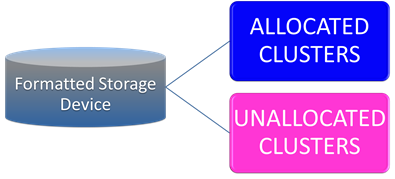 Formatted Storage
Device
ALLOCATED
CLUSTERS
UNALLOCATED
CLUSTERS